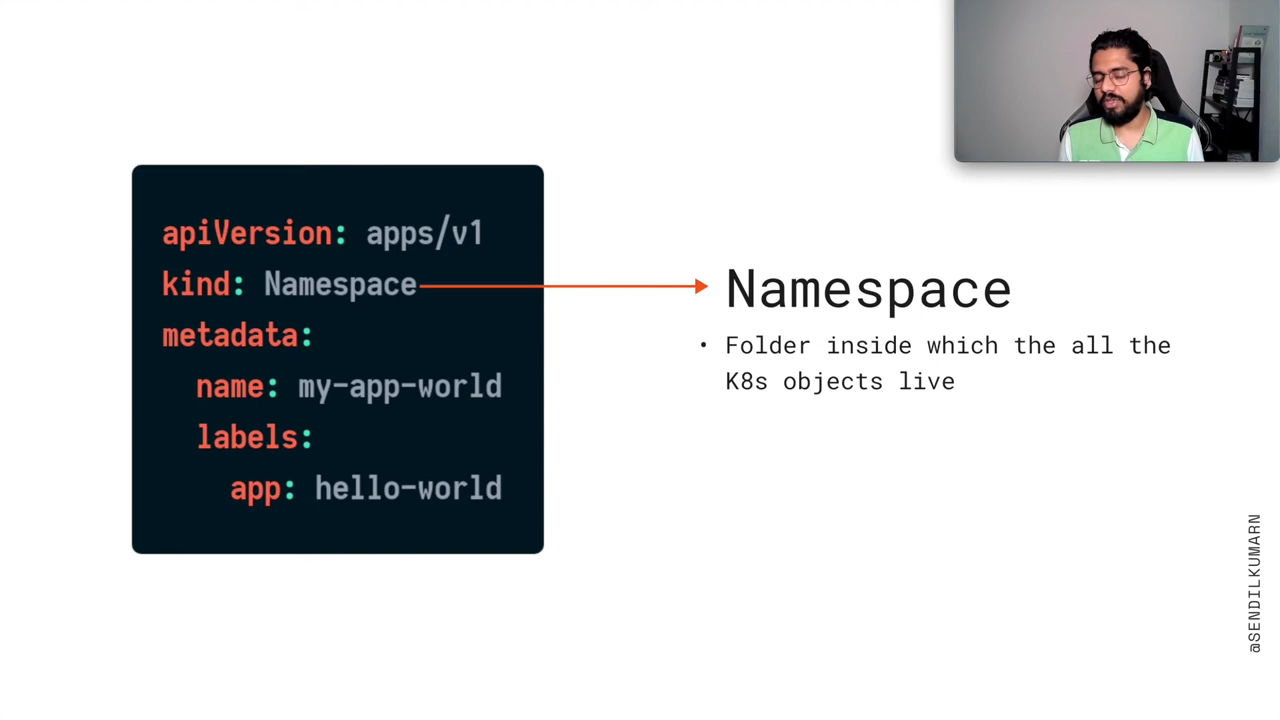 apiVersion: apps/v1
kind: Namespace
metadata:
  name: my-app-world
  labels:
    app: hello-world
Namespace
• Folder inside which the all the
K8s objects live
@SENDILKUMARN